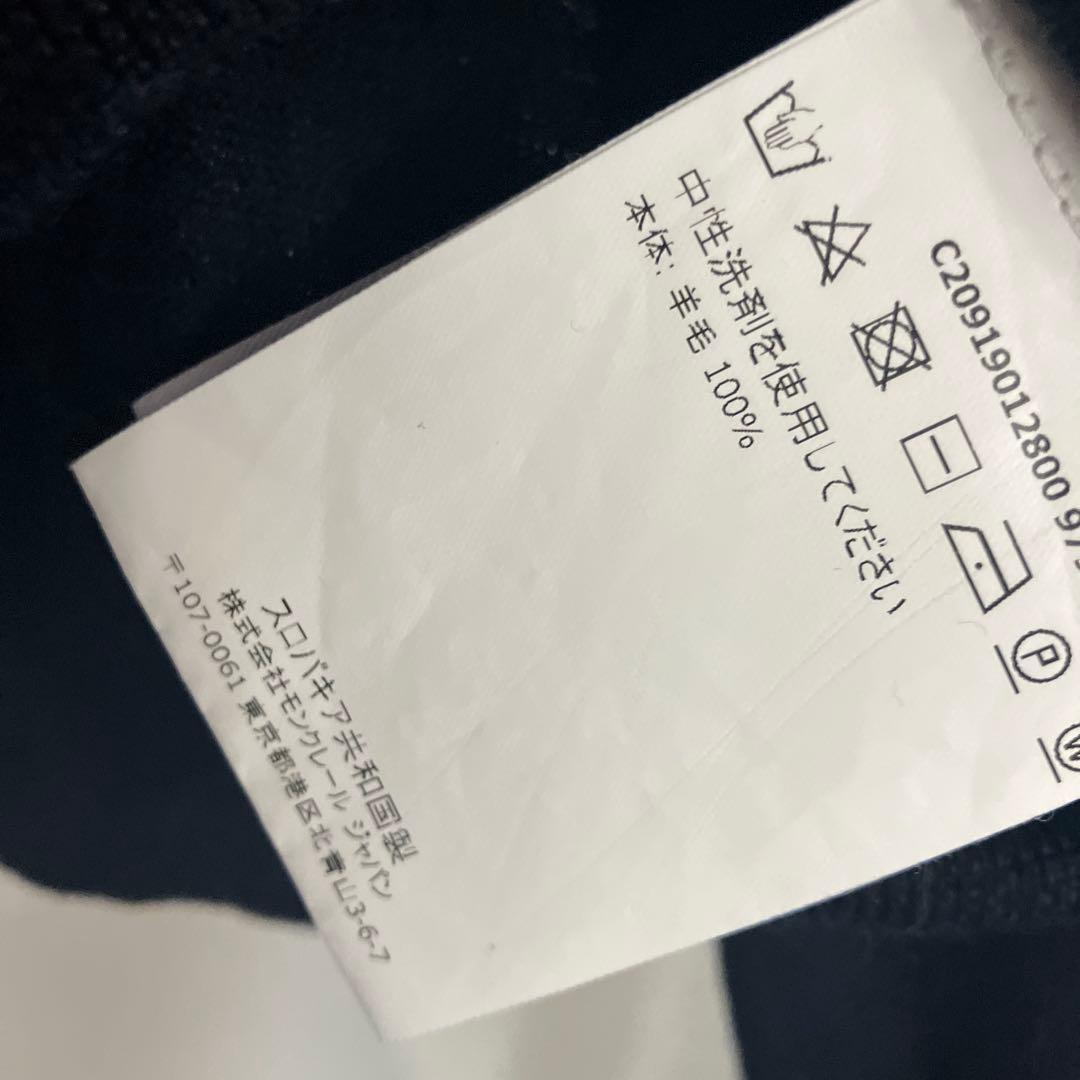 C209190128​00
中性洗剤を使用してください
本体: 羊毛 100%
スロバキア共和国製
株式会社モンクレール ジャパン
〒107-0061 東京都港区北青山3-6-7